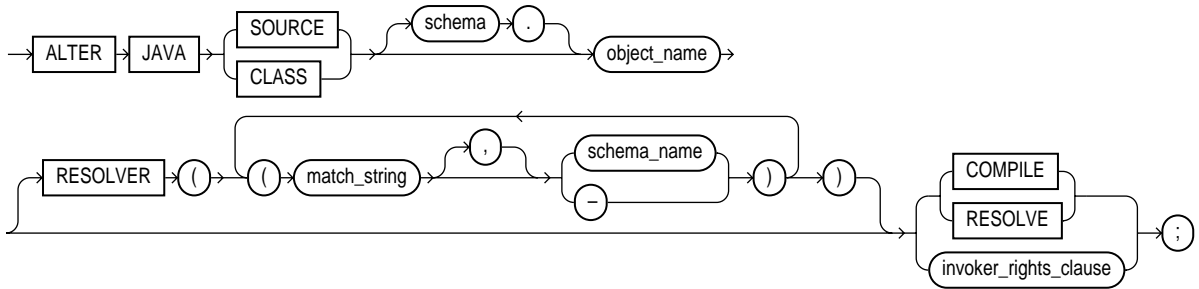 ALTER JAVA SOURCE CLASS schema . object_name
RESOLVER ( ( match_string , schema_name – ) ) COMPILE RESOLVE invoker_rights_clause ;